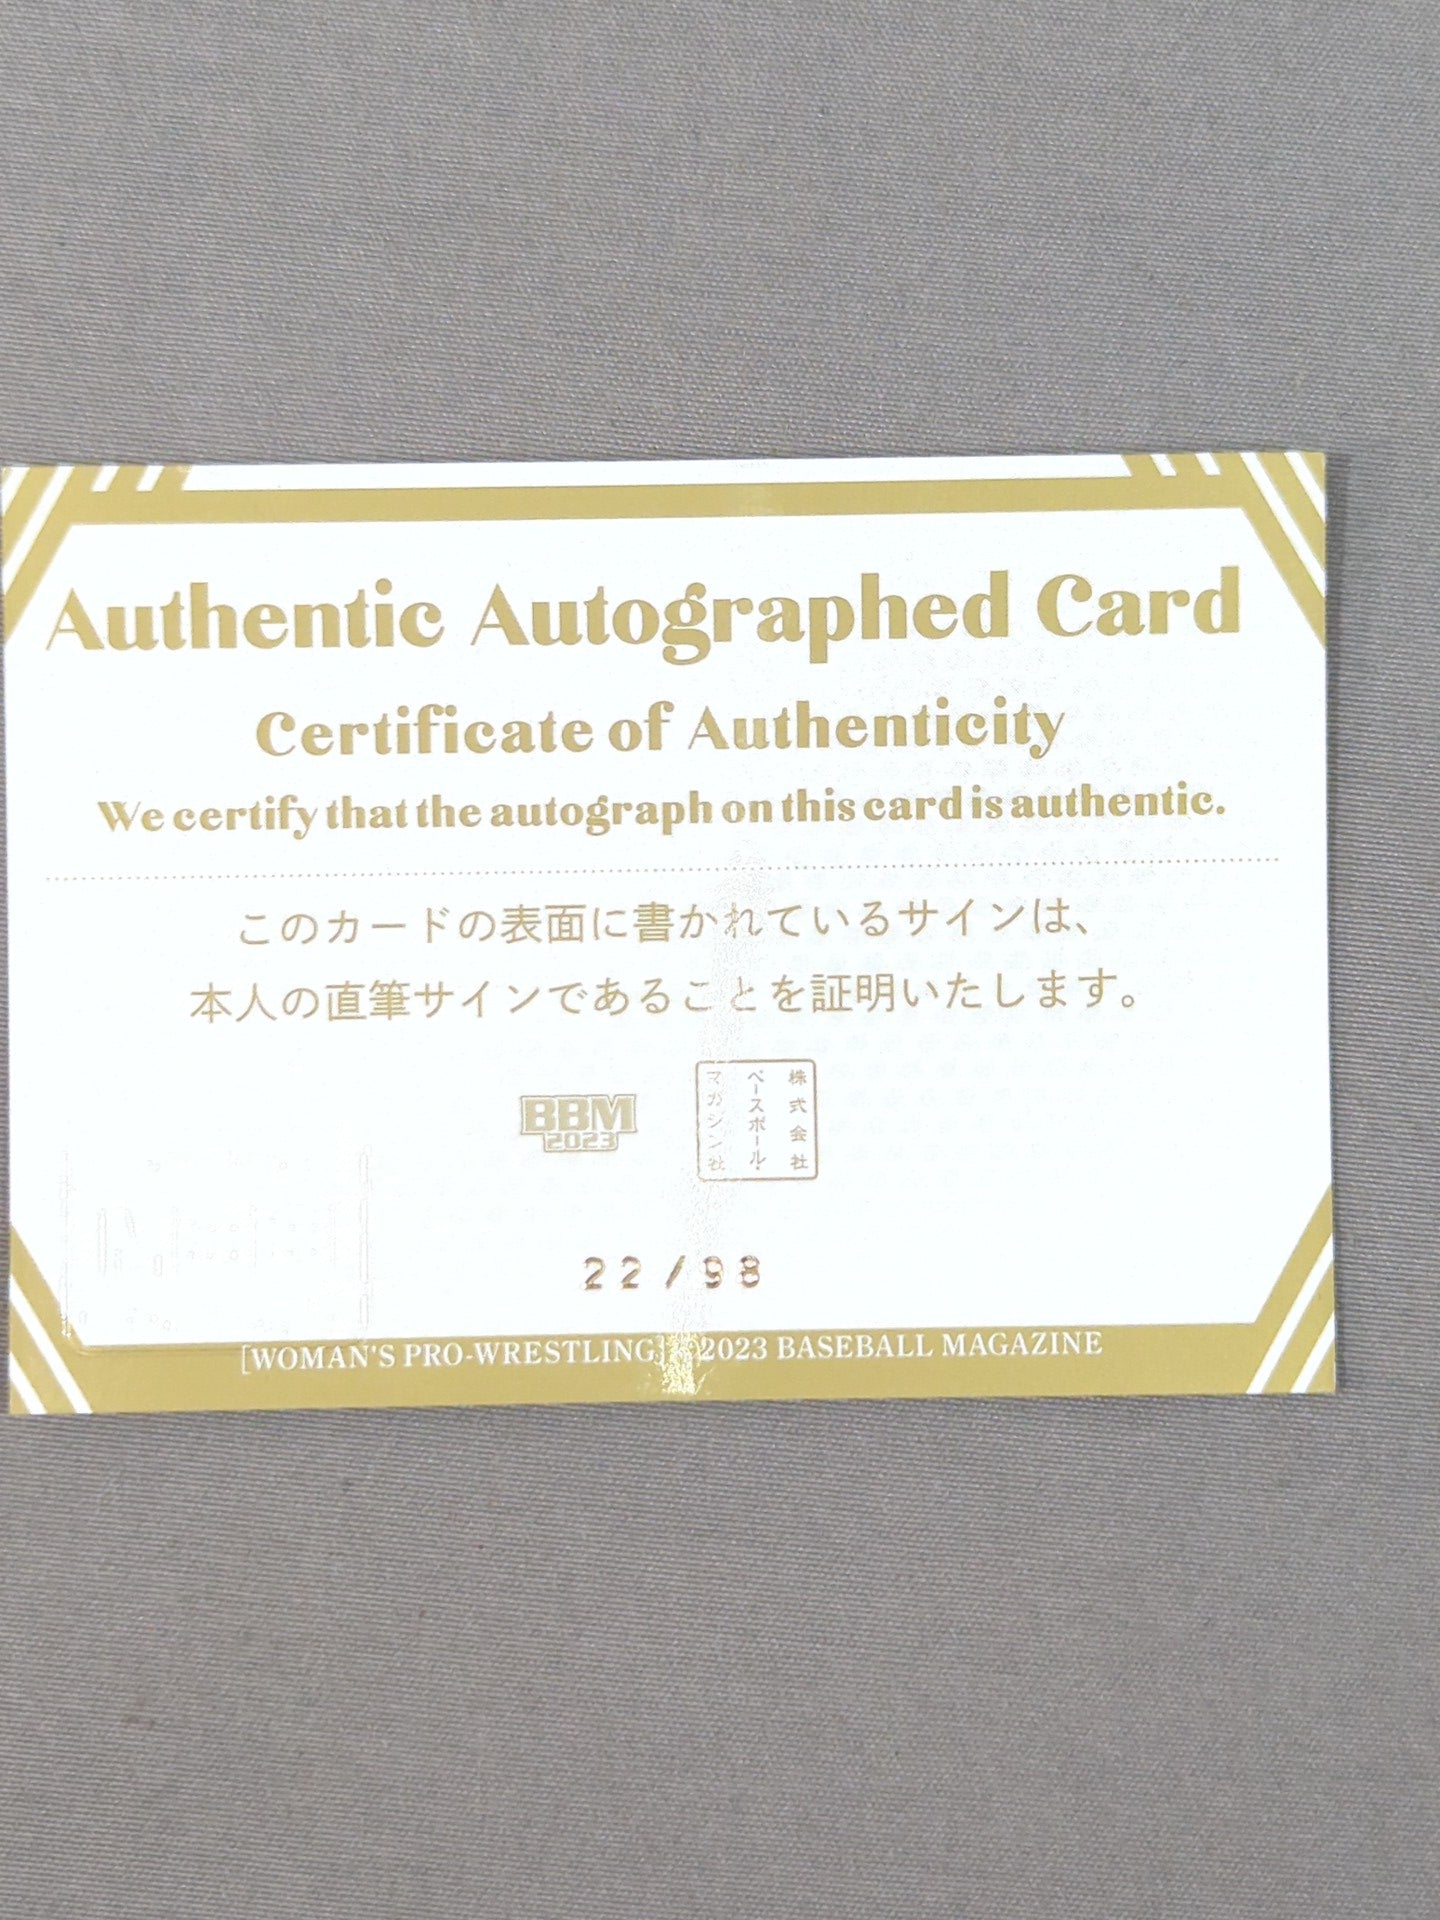 Authentic Autographed Card
Certificate of Authenticity
We certify that the autograph on this card is authentic.
このカードの表面に書かれているサインは、
本人の直筆サインであることを証明いたします。
BBM
2023
株式会社
ベースボール・
マガジン社
22/98
[WOMAN'S PRO-WRESTLING] 2023 BASEBALL MAGAZINE